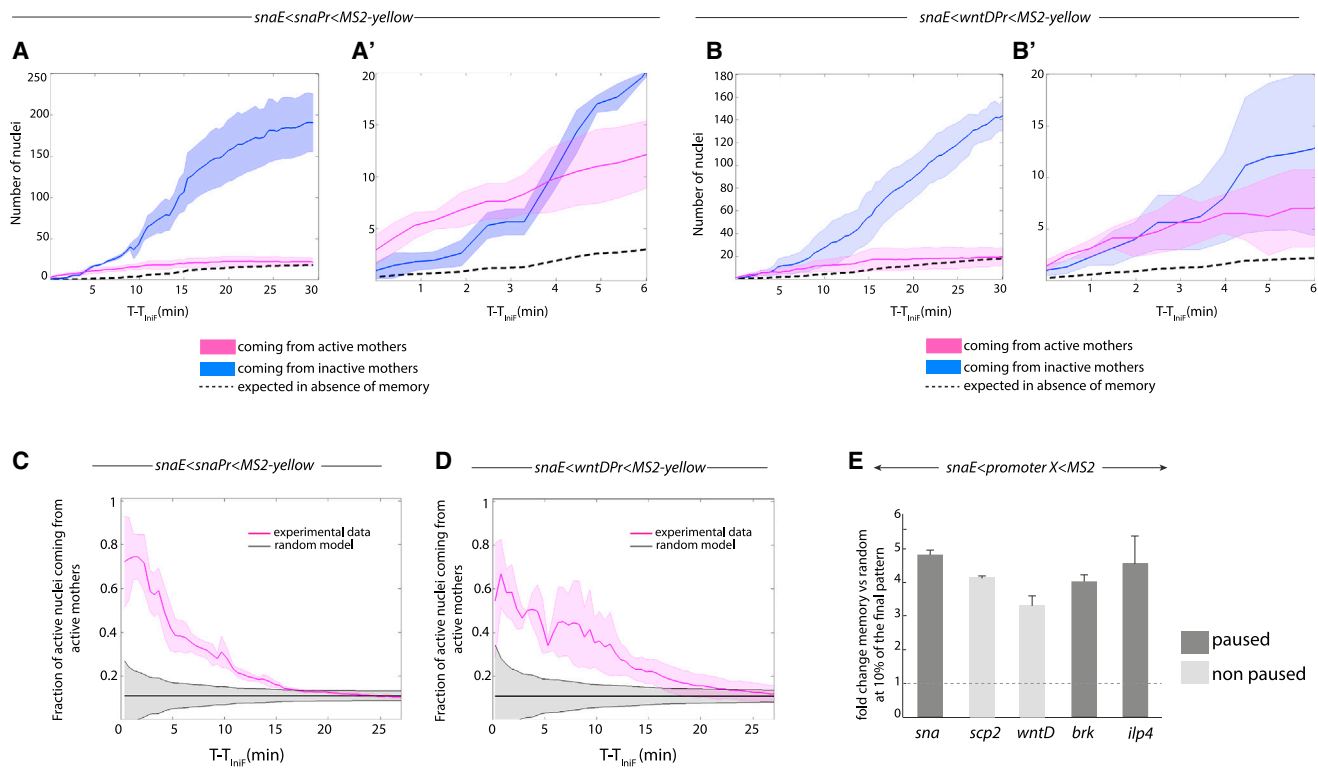 snaE<snaPr<MS2-yellow
snaE<wntDPr<MS2-yellow
A
A'
B
B'
Number of nuclei
250
200
150
100
50
0
5
10
15
20
25
30
T-TIniF(min)
20
15
10
5
1
2
3
4
5
6
T-TIniF(min)
Number of nuclei
180
160
140
120
100
80
60
40
20
0
5
10
15
20
25
30
T-TIniF(min)
20
15
10
5
1
2
3
4
5
6
T-TIniF(min)
coming from active mothers
coming from inactive mothers
expected in absence of memory
coming from active mothers
coming from inactive mothers
expected in absence of memory
C
snaE<snaPr<MS2-yellow
Fraction of active nuclei coming from
active mothers
1
0.8
0.6
0.4
0.2
0
5
10
15
20
25
experimental data
random model
T-TIniF(min)
D
snaE<wntDPr<MS2-yellow
Fraction of active nuclei coming from
active mothers
1
0.8
0.6
0.4
0.2
0
5
10
15
20
25
experimental data
random model
T-TIniF(min)
E
snaE<promoter X<MS2
fold change memory vs random
at 10% of the final pattern
6
5
4
3
2
1
0
sna
scp2
wntD
brk
ilp4
paused
non paused